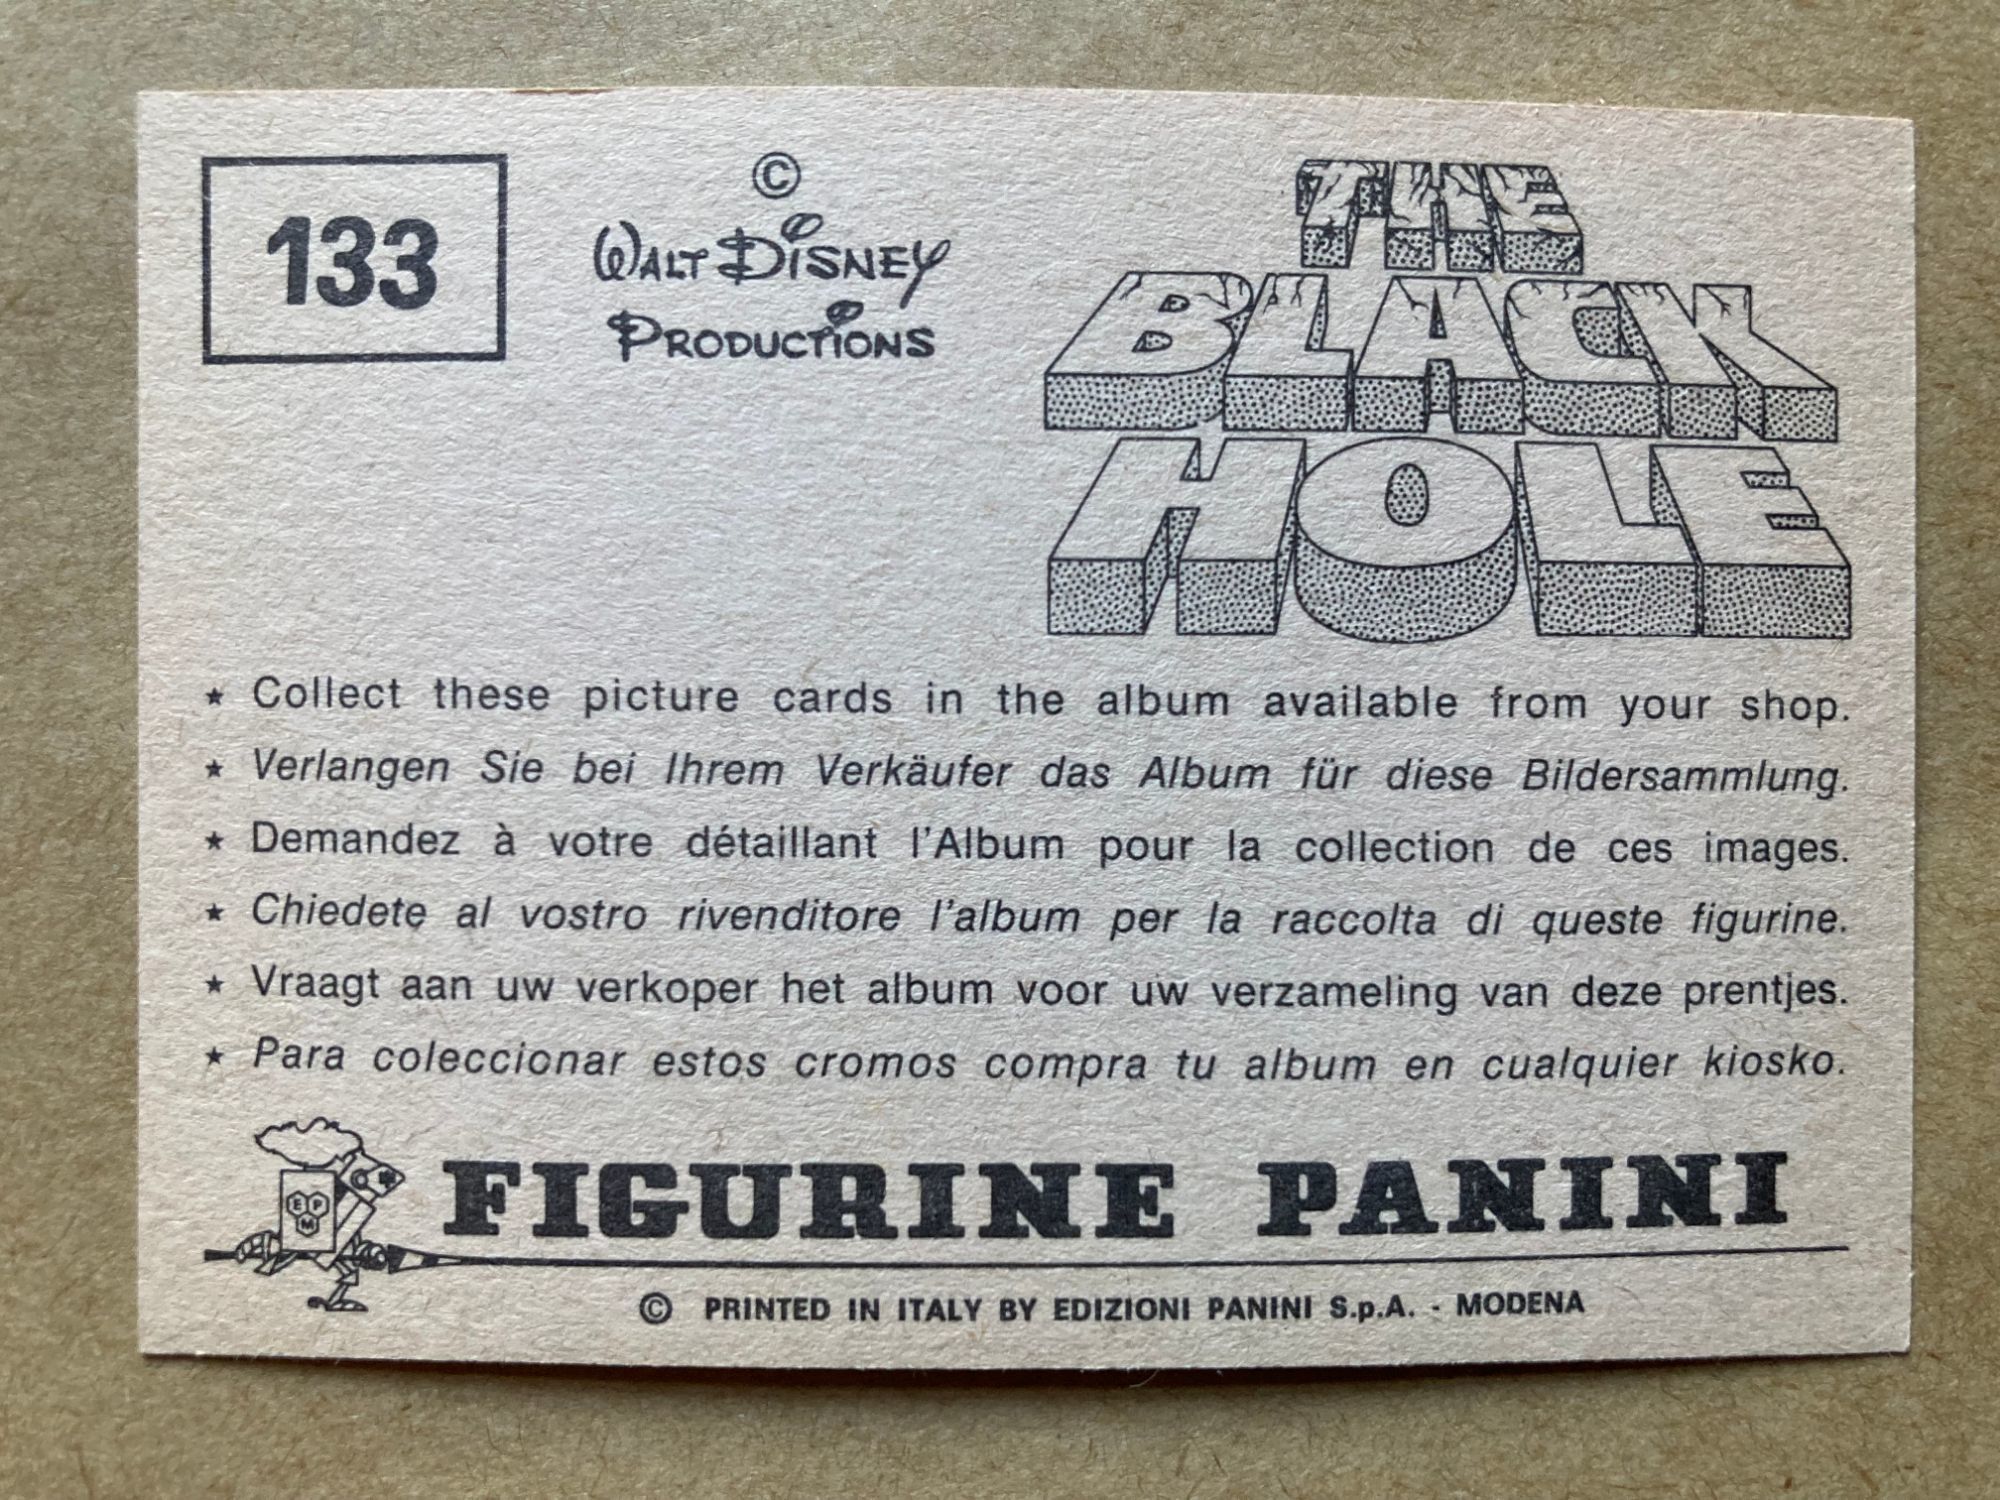 133
©
WALT DISNEY
PRODUCTIONS
THE
BLACK
HOLE
★ Collect these picture cards in the album available from your shop.
★ Verlangen Sie bei Ihrem Verkäufer das Album für diese Bildersammlung.
★ Demandez à votre détaillant l'Album pour la collection de ces images.
★ Chiedete al vostro rivenditore l'album per la raccolta di queste figurine.
★ Vraagt aan uw verkoper het album voor uw verzameling van deze prentjes.
★ Para coleccionar estos cromos compra tu album en cualquier kiosko.
E P
M
FIGURINE PANINI
© PRINTED IN ITALY BY EDIZIONI PANINI S.p.A. - MODENA